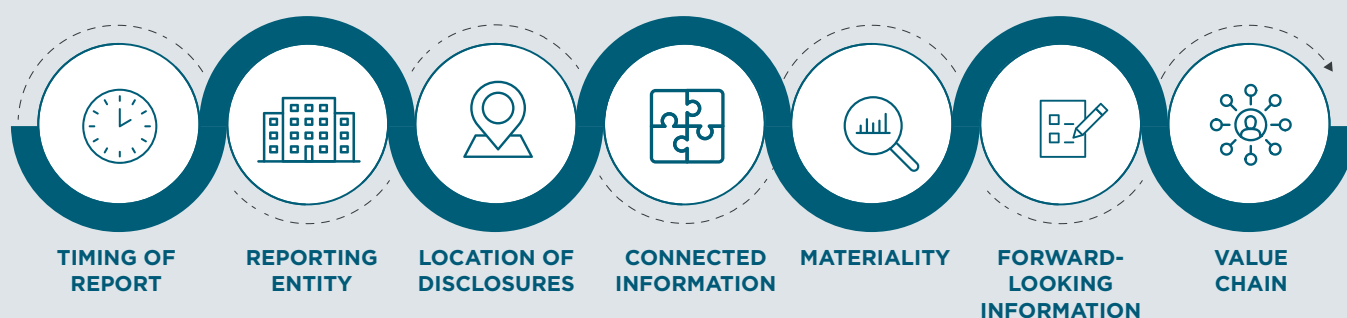 TIMING OF
REPORT
REPORTING
ENTITY
LOCATION OF
DISCLOSURES
CONNECTED
INFORMATION
MATERIALITY
FORWARD-
LOOKING
INFORMATION
VALUE
CHAIN